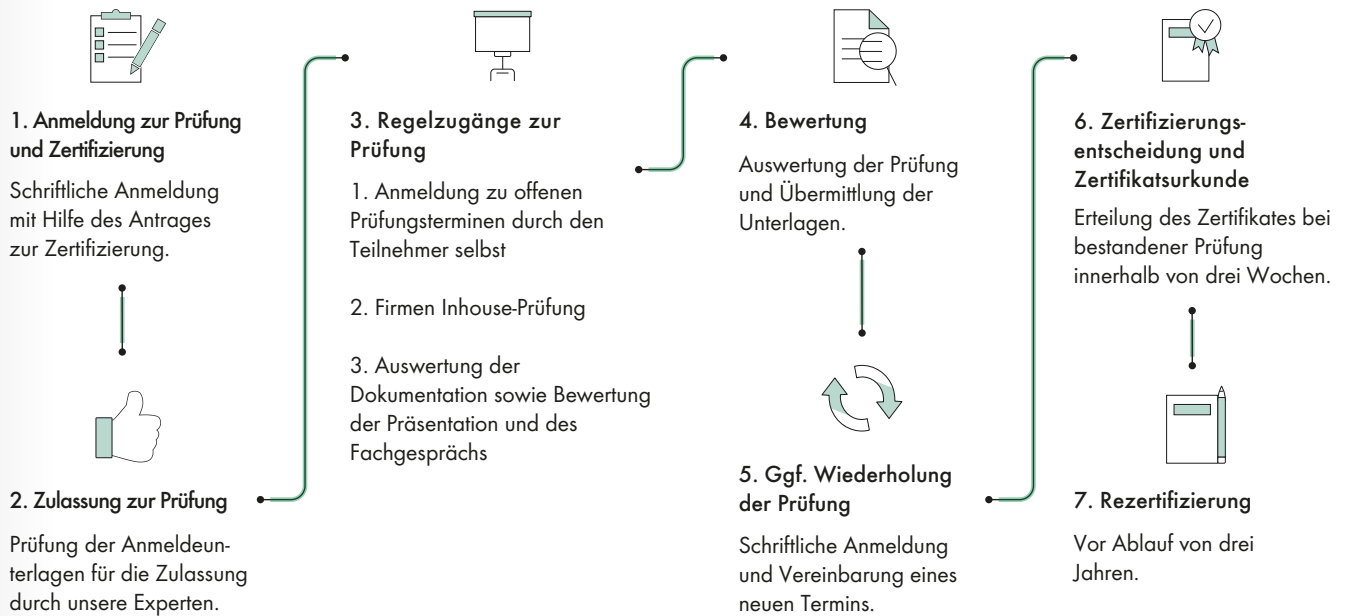 1. Anmeldung zur Prüfung
und Zertifizierung
Schriftliche Anmeldung
mit Hilfe des Antrages
zur Zertifizierung.
2. Zulassung zur Prüfung
Prüfung der Anmeldeun-
terlagen für die Zulassung
durch unsere Experten.
3. Regelzugänge zur
Prüfung
1. Anmeldung zu offenen
Prüfungsterminen durch den
Teilnehmer selbst
2. Firmen Inhouse-Prüfung
3. Auswertung der
Dokumentation sowie Bewertung
der Präsentation und des
Fachgesprächs
4. Bewertung
Auswertung der Prüfung
und Übermittlung der
Unterlagen.
5. Ggf. Wiederholung
der Prüfung
Schriftliche Anmeldung
und Vereinbarung eines
neuen Termins.
6. Zertifizierungs-
entscheidung und
Zertifikatsurkunde
Erteilung des Zertifikates bei
bestandener Prüfung
innerhalb von drei Wochen.
7. Rezertifizierung
Vor Ablauf von drei
Jahren.